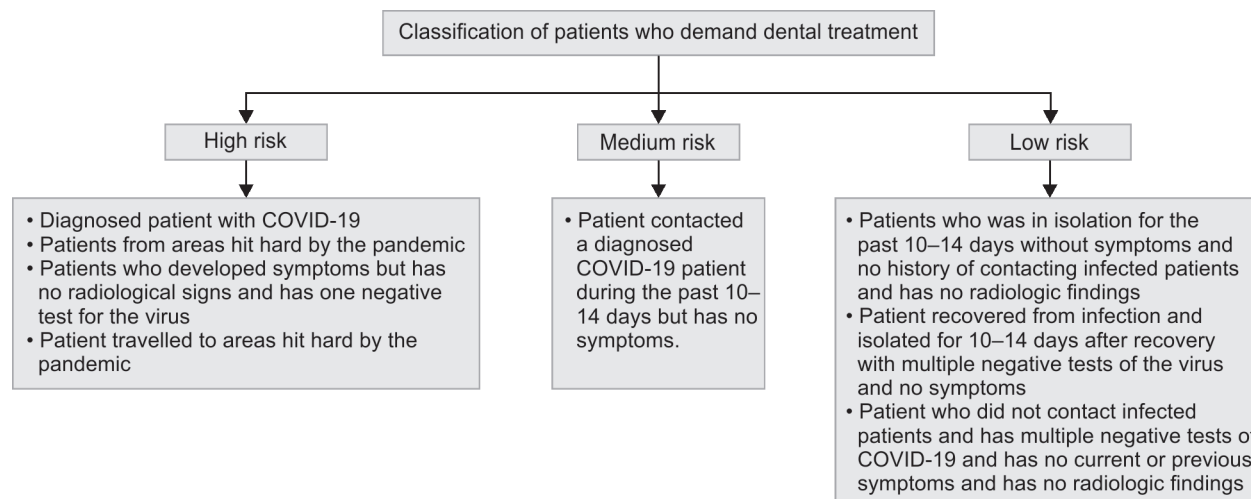 Classification of patients who demand dental treatment
High risk
Medium risk
Low risk
• Diagnosed patient with COVID-19
• Patients from areas hit hard by the pandemic
• Patients who developed symptoms but has
no radiological signs and has one negative
test for the virus
• Patient travelled to areas hit hard by the
pandemic
• Patient contacted
a diagnosed
COVID-19 patient
during the past 10–
14 days but has no
symptoms.
• Patients who was in isolation for the
past 10–14 days without symptoms and
no history of contacting infected patients
and has no radiologic findings
• Patient recovered from infection and
isolated for 10–14 days after recovery
with multiple negative tests of the virus
and no symptoms
• Patient who did not contact infected
patients and has multiple negative tests of
COVID-19 and has no current or previous
symptoms and has no radiologic findings